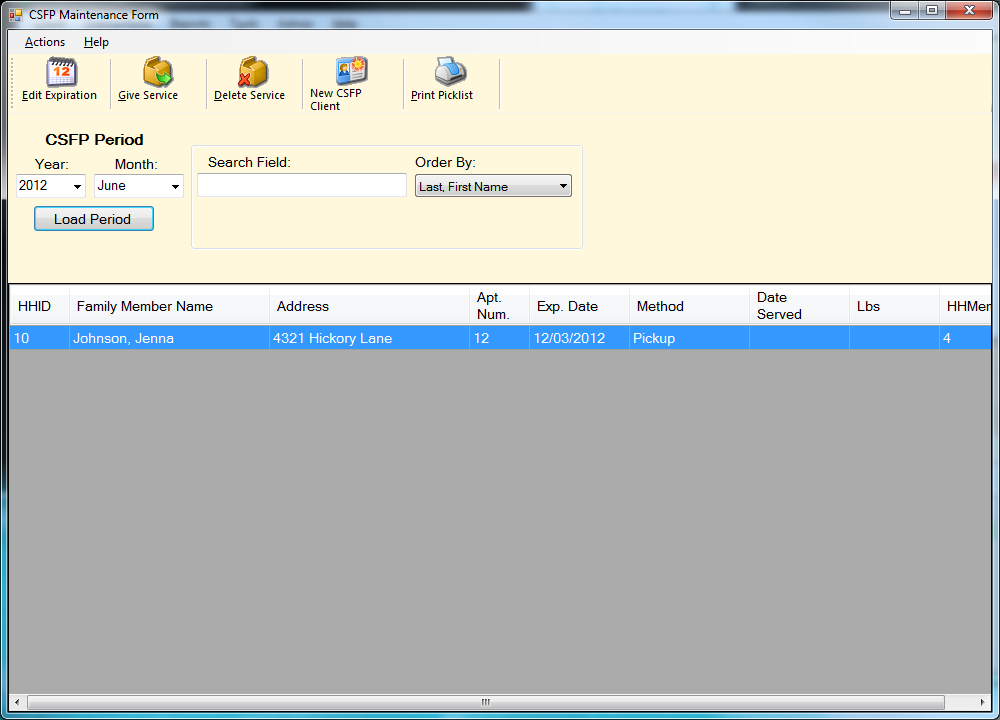 CSFP Maintenance Form
Actions Help
12
Edit Expiration Give Service Delete Service New CSFP Client Print Picklist
CSFP Period
Year: Month: Search Field: Order By:
2012 June Last, First Name
Load Period
HHID Family Member Name Address Apt. Num. Exp. Date Method Date Served Lbs HHMem
10 Johnson, Jenna 4321 Hickory Lane 12 12/03/2012 Pickup 4